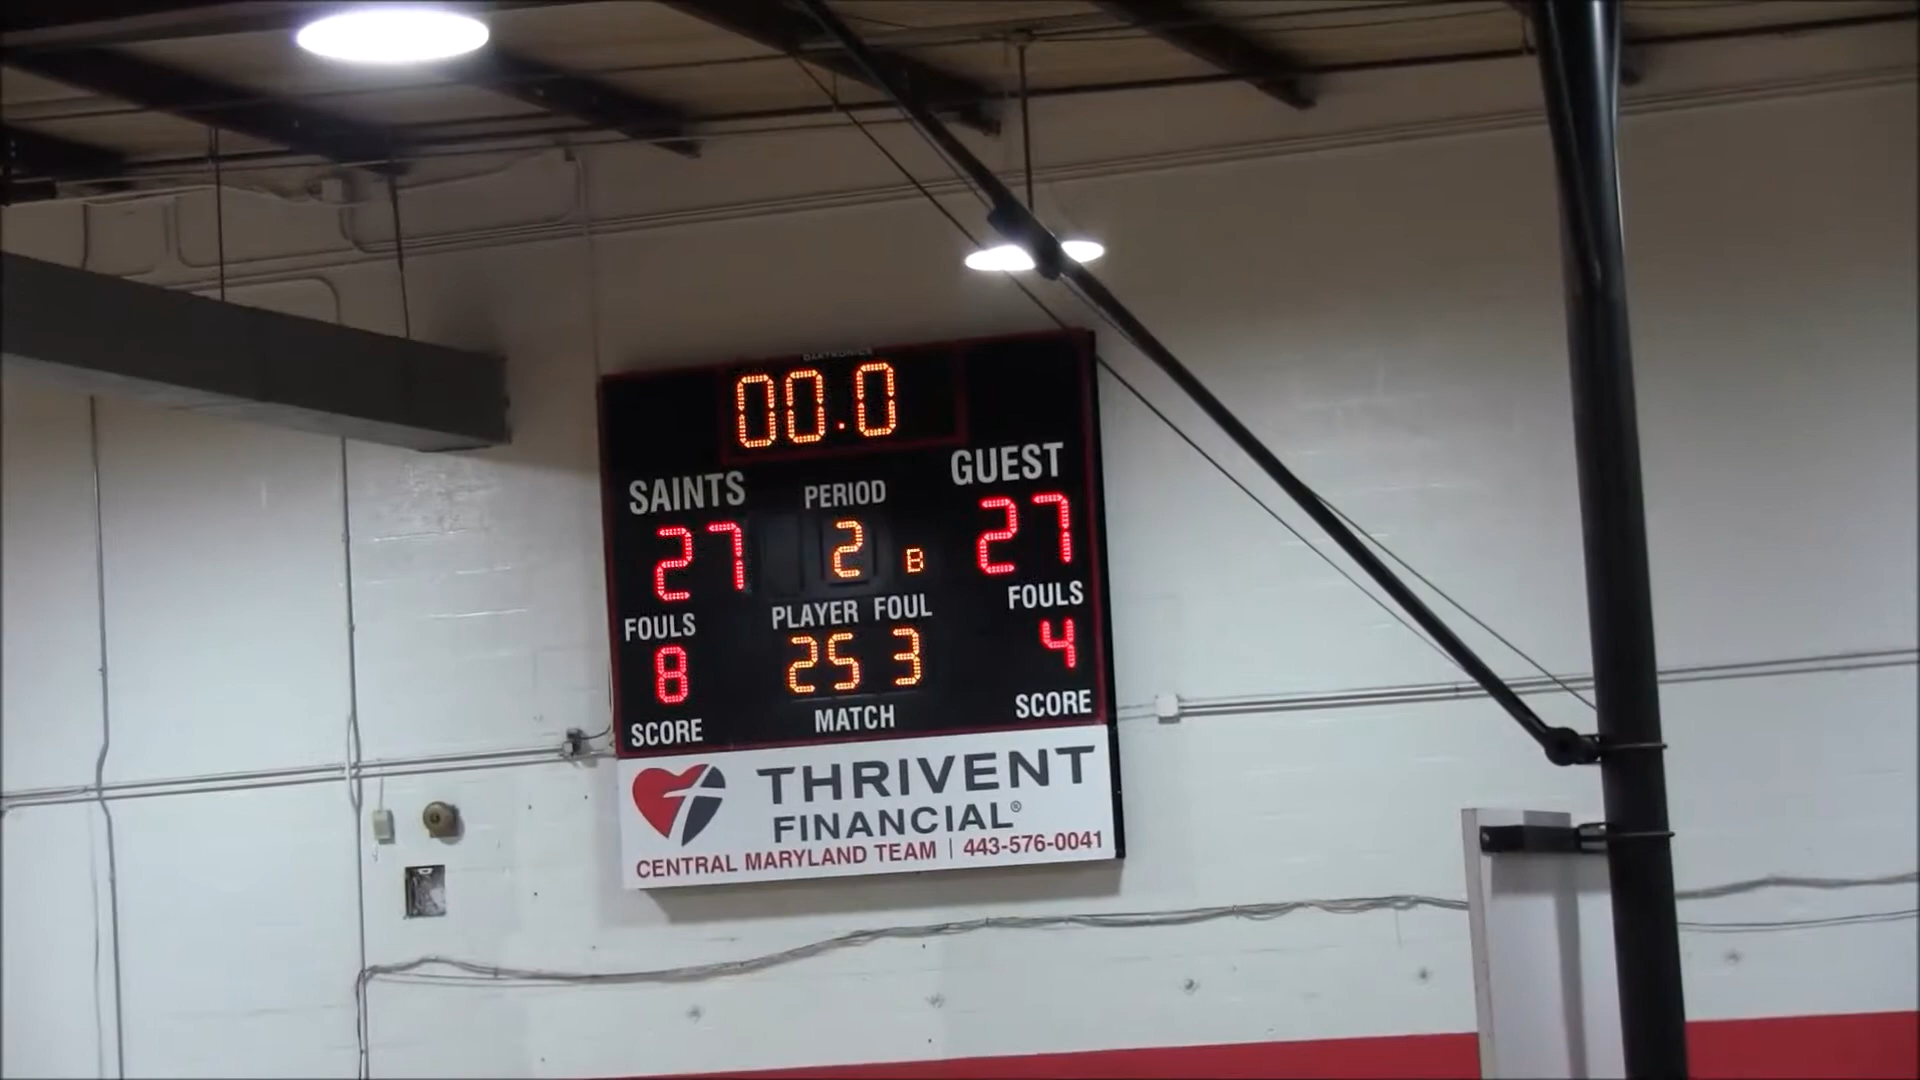 DAKTRONICS
00.0
SAINTS PERIOD GUEST
27 2 B 27
FOULS PLAYER FOUL FOULS
8 25 3 4
SCORE MATCH SCORE
THRIVENT
FINANCIAL®
CENTRAL MARYLAND TEAM | 443-576-0041